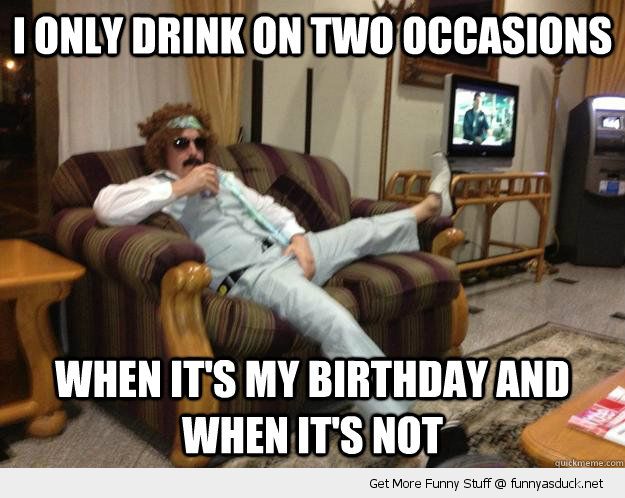 I ONLY DRINK ON TWO OCCASIONS
WHEN IT'S MY BIRTHDAY AND
WHEN IT'S NOT
quickmeme.com
Get More Funny Stuff @ funnyasduck.net